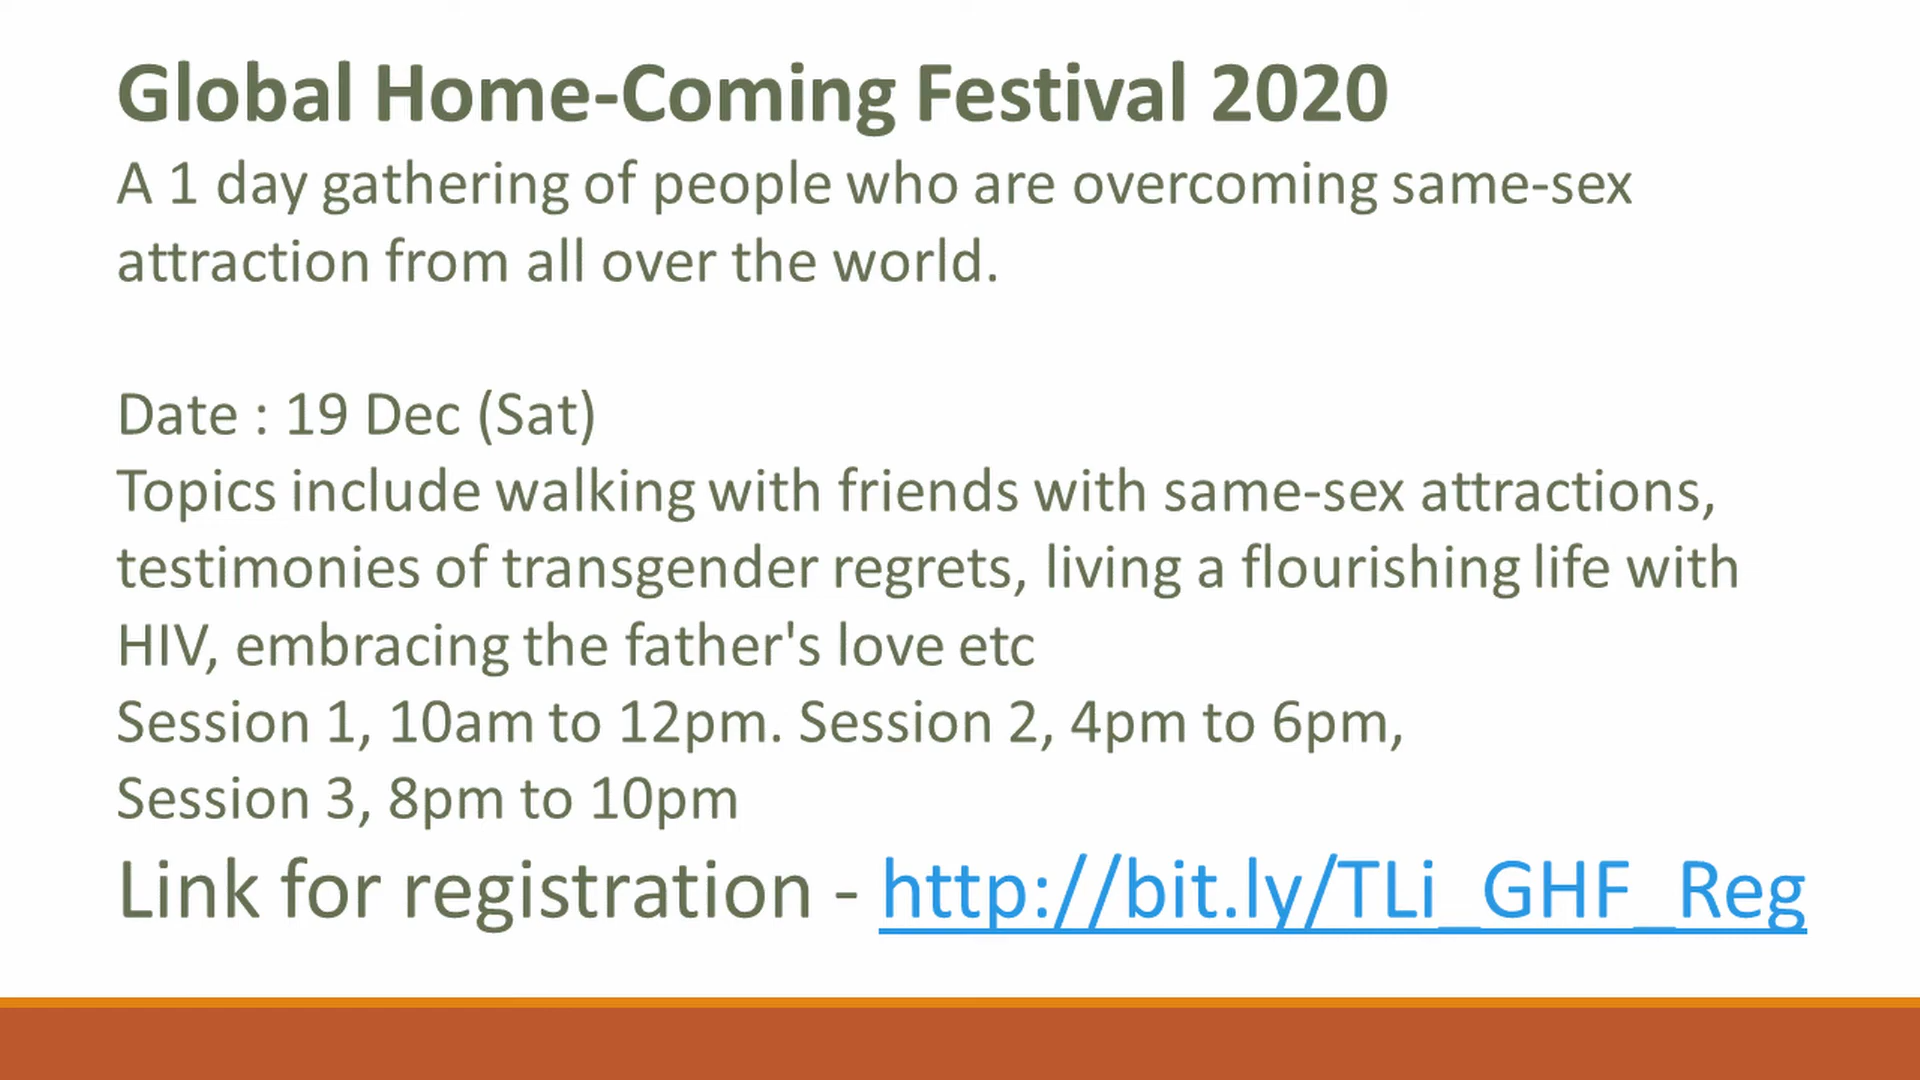 Global Home-Coming Festival 2020
A 1 day gathering of people who are overcoming same-sex
attraction from all over the world.
Date : 19 Dec (Sat)
Topics include walking with friends with same-sex attractions,
testimonies of transgender regrets, living a flourishing life with
HIV, embracing the father's love etc
Session 1, 10am to 12pm. Session 2, 4pm to 6pm,
Session 3, 8pm to 10pm
Link for registration - http://bit.ly/TLi_GHF_Reg